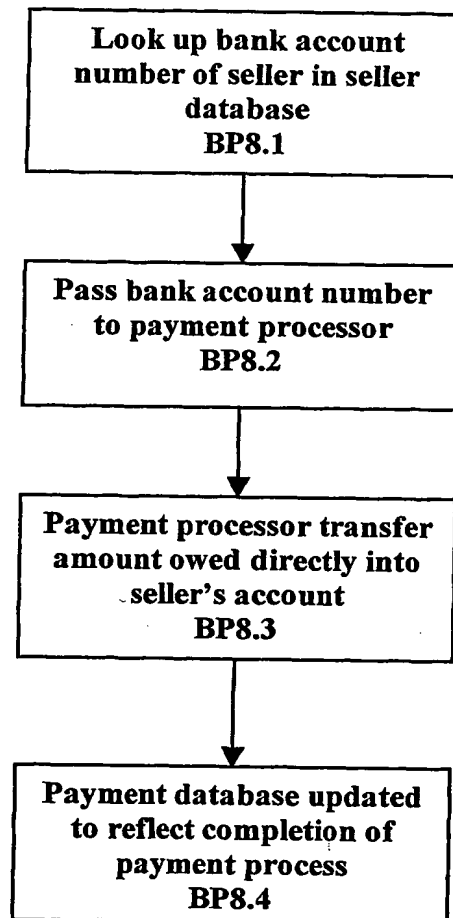 Look up bank account
number of seller in seller
database
BP8.1
Pass bank account number
to payment processor
BP8.2
Payment processor transfer
amount owed directly into
seller's account
BP8.3
Payment database updated
to reflect completion of
payment process
BP8.4